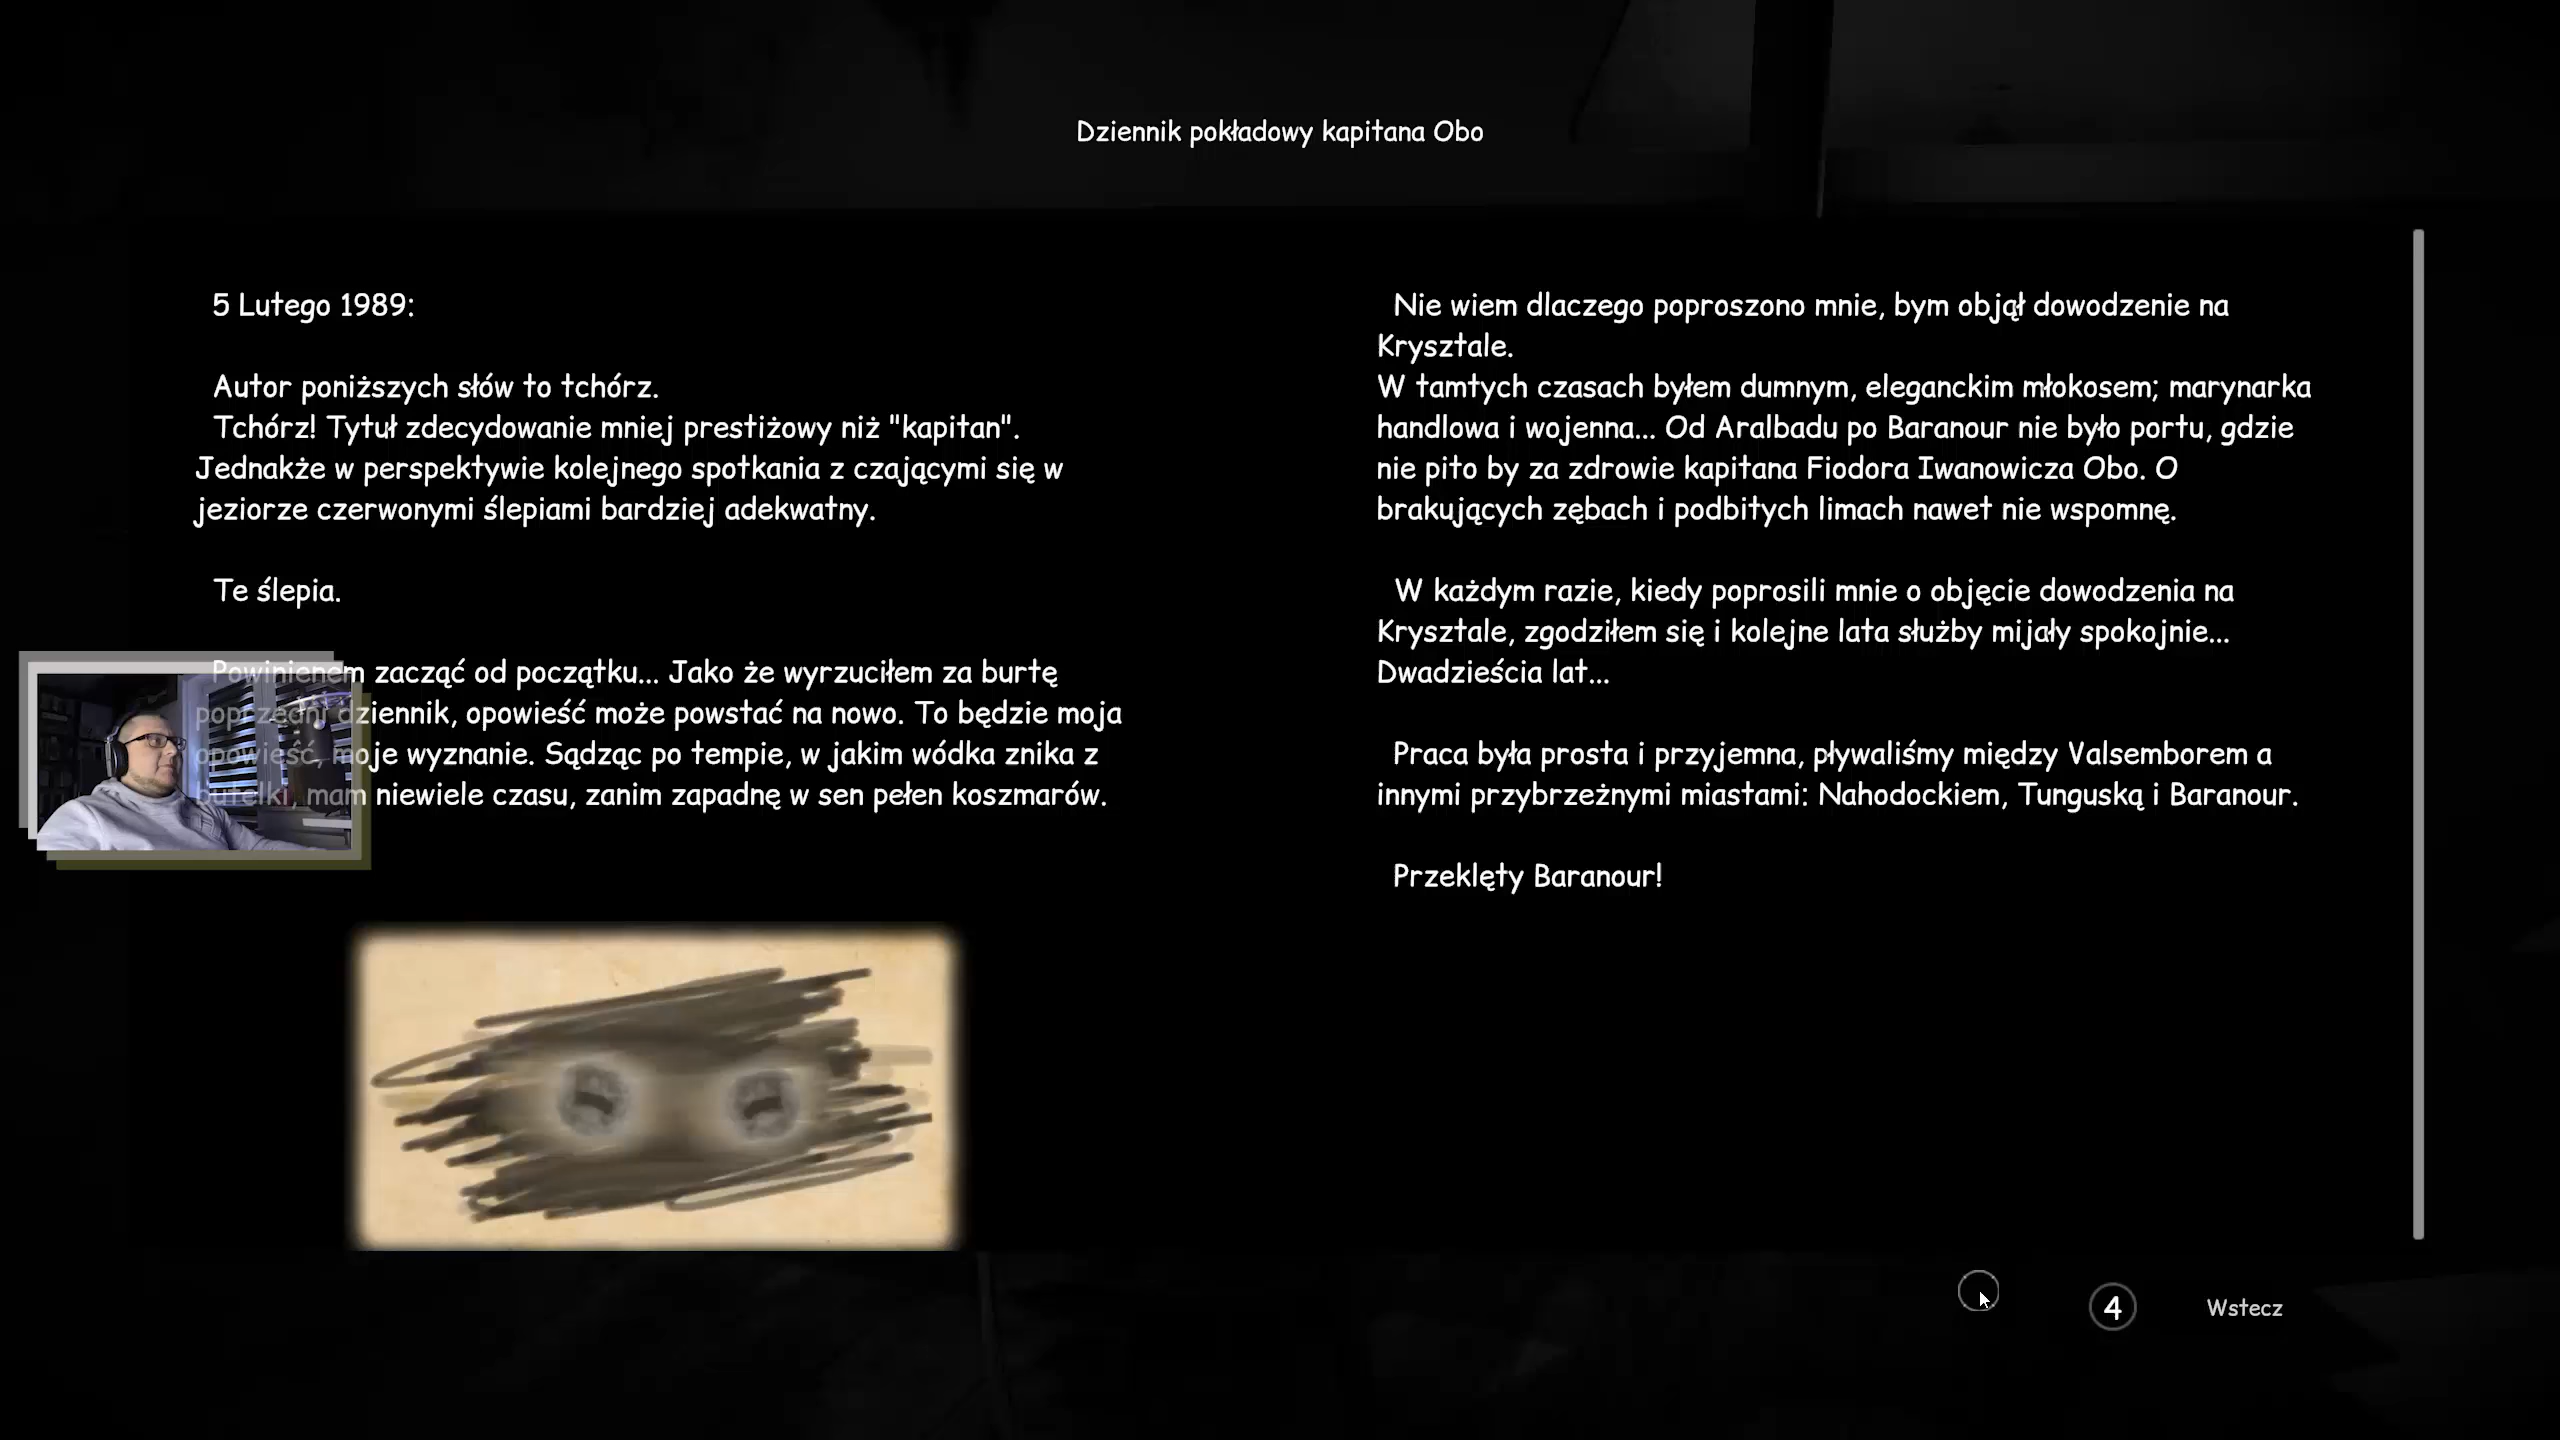 Dziennik pokładowy kapitana Obo
5 Lutego 1989:
Autor poniższych słów to tchórz.
Tchórz! Tytuł zdecydowanie mniej prestiżowy niż "kapitan".
Jednakże w perspektywie kolejnego spotkania z czającymi się w
jeziorze czerwonymi ślepiami bardziej adekwatny.
Te ślepia.
Powinienem zacząć od początku... Jako że wyrzuciłem za burtę
poprzedni dziennik, opowieść może powstać na nowo. To będzie moja
opowieść, moje wyznanie. Sądząc po tempie, w jakim wódka znika z
butelki, mam niewiele czasu, zanim zapadnę w sen pełen koszmarów.
Nie wiem dlaczego poproszono mnie, bym objął dowodzenie na
Krysztale.
W tamtych czasach byłem dumnym, eleganckim młokosem; marynarka
handlowa i wojenna... Od Aralbadu po Baranour nie było portu, gdzie
nie pito by za zdrowie kapitana Fiodora Iwanowicza Obo. O
brakujących zębach i podbitych limach nawet nie wspomnę.
W każdym razie, kiedy poprosili mnie o objęcie dowodzenia na
Krysztale, zgodziłem się i kolejne lata służby mijały spokojnie...
Dwadzieścia lat...
Praca była prosta i przyjemna, pływaliśmy między Valsemborem a
innymi przybrzeżnymi miastami: Nahodockiem, Tunguską i Baranour.
Przeklęty Baranour!
4 Wstecz